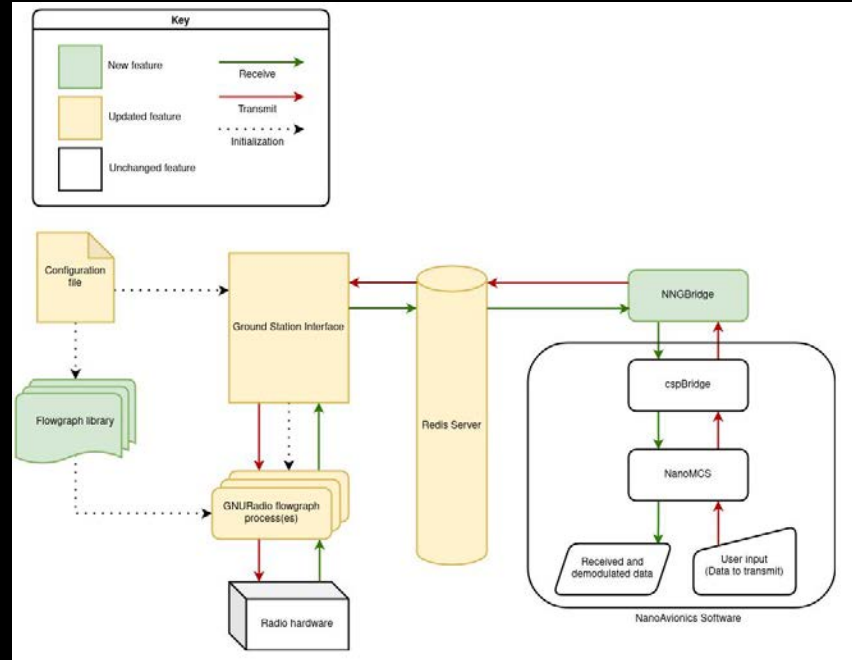 Key
New feature
Receive
Updated feature
Transmit
Initialization
Unchanged feature
Configuration
file
Ground Station Interface
NNGBridge
cspBridge
Flowgraph library
Redis Server
NanoMCS
GNURadio flowgraph
process(es)
Received and
demodulated data
User input
(Data to transmit)
Radio hardware
NanoAvionics Software